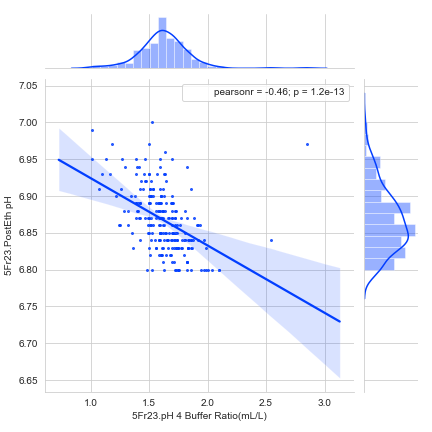 pearsonr = -0.46; p = 1.2e-13
7.05
7.00
6.95
6.90
6.85
6.80
6.75
6.70
6.65
5Fr23.PostEth pH
1.0 1.5 2.0 2.5 3.0
5Fr23.pH 4 Buffer Ratio(mL/L)